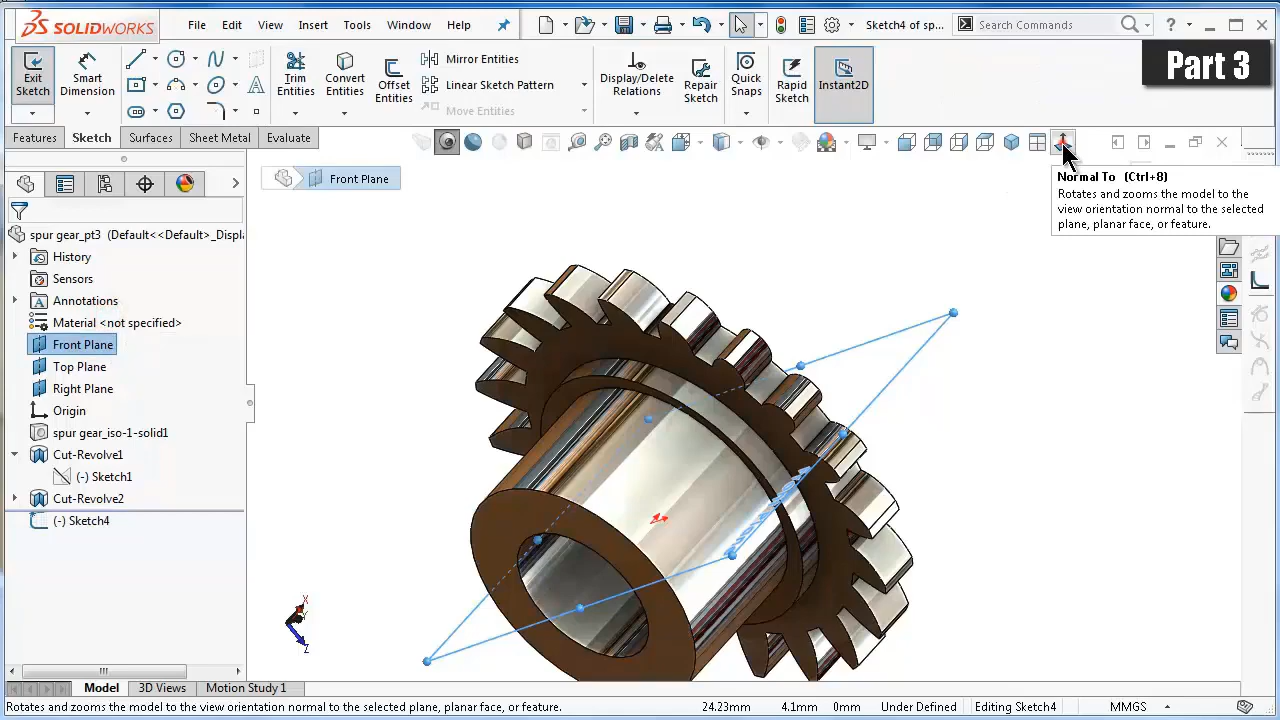 SOLIDWORKS
File
Edit
View
Insert
Tools
Window
Help
Sketch4 of sp...
Search Commands
?
Part 3
Exit Sketch
Smart Dimension
Trim Entities
Convert Entities
Offset Entities
Mirror Entities
Linear Sketch Pattern
Move Entities
Display/Delete Relations
Repair Sketch
Quick Snaps
Rapid Sketch
Instant2D
Features
Sketch
Surfaces
Sheet Metal
Evaluate
Front Plane
Normal To (Ctrl+8)
Rotates and zooms the model to the
view orientation normal to the selected
plane, planar face, or feature.
spur gear_pt3 (Default<<Default>_Displ
History
Sensors
Annotations
Material <not specified>
Front Plane
Top Plane
Right Plane
Origin
spur gear_iso-1-solid1
Cut-Revolve1
(-) Sketch1
Cut-Revolve2
(-) Sketch4
X
Z
Model
3D Views
Motion Study 1
Rotates and zooms the model to the view orientation normal to the selected plane, planar face, or feature.
24.23mm
4.1mm
0mm
Under Defined
Editing Sketch4
MMGS